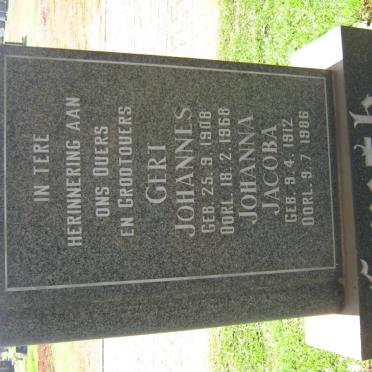 IN TERE
HERINNERING AAN
ONS OUERS
EN GROOTOUERS
GERT
JOHANNES
GEB. 25. 9. 1908
OORL. 18. 2. 1968
JOHANNA
JACOBA
GEB. 9. 4. 1912
OORL. 9. 7. 1986